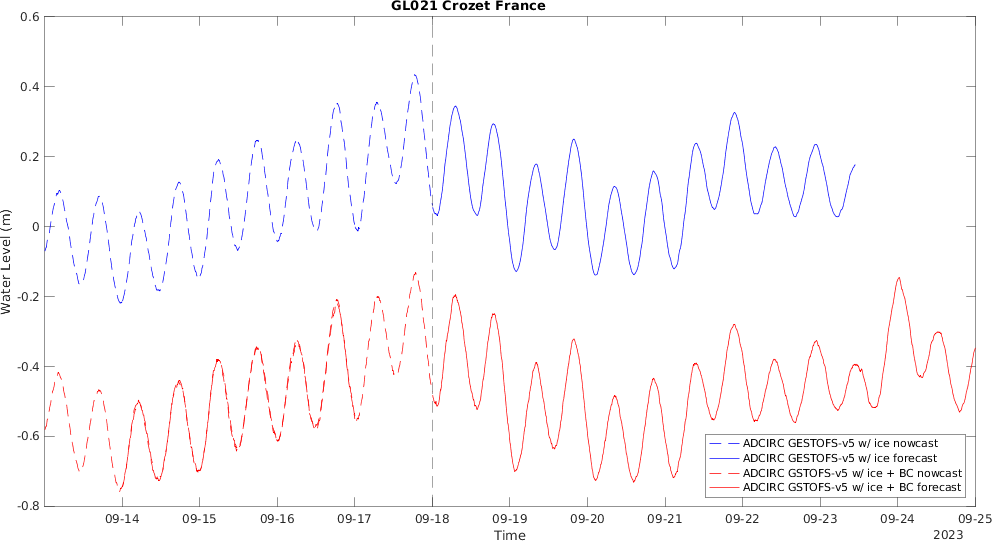 GL021 Crozet France
0.6
0.4
0.2
0
-0.2
-0.4
-0.6
-0.8
Water Level (m)
09-14 09-15 09-16 09-17 09-18 09-19 09-20 09-21 09-22 09-23 09-24 09-25
Time
2023
ADCIRC GESTOFS-v5 w/ ice nowcast
ADCIRC GESTOFS-v5 w/ ice forecast
ADCIRC GSTOFS-v5 w/ ice + BC nowcast
ADCIRC GSTOFS-v5 w/ ice + BC forecast